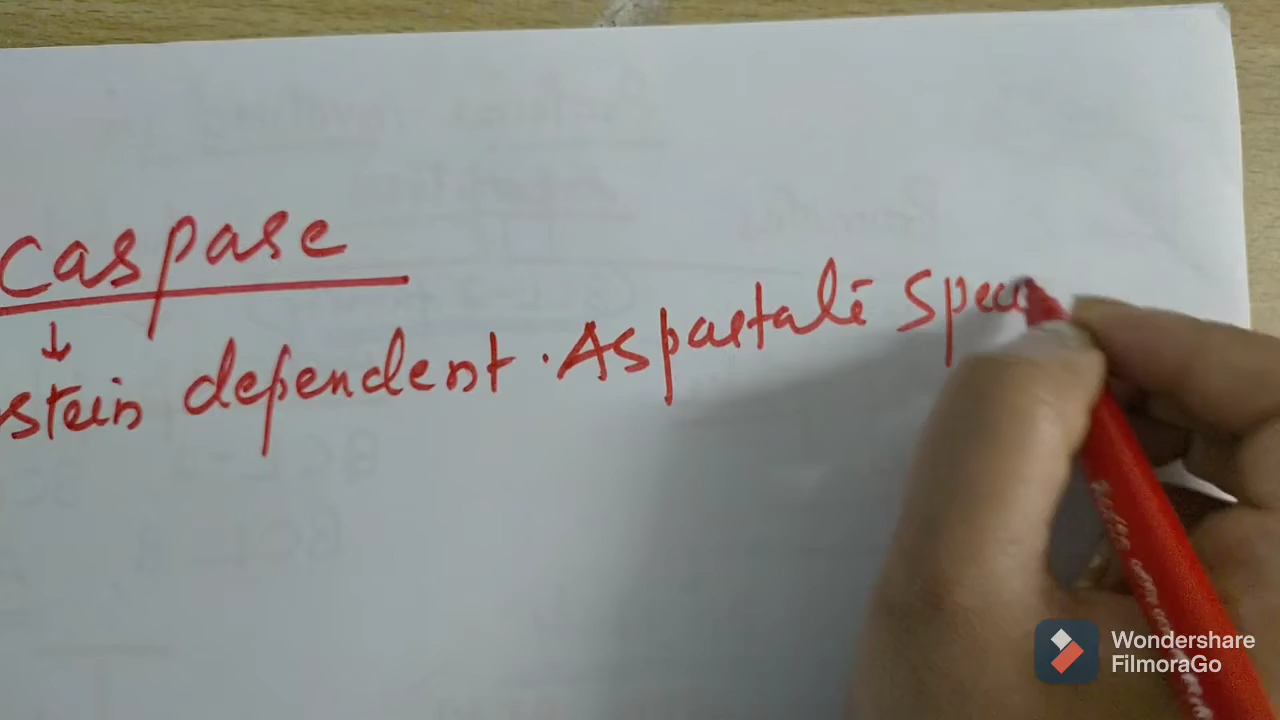 caspase
↓
stein dependent . Aspartate Spec
Wondershare
FilmoraGo